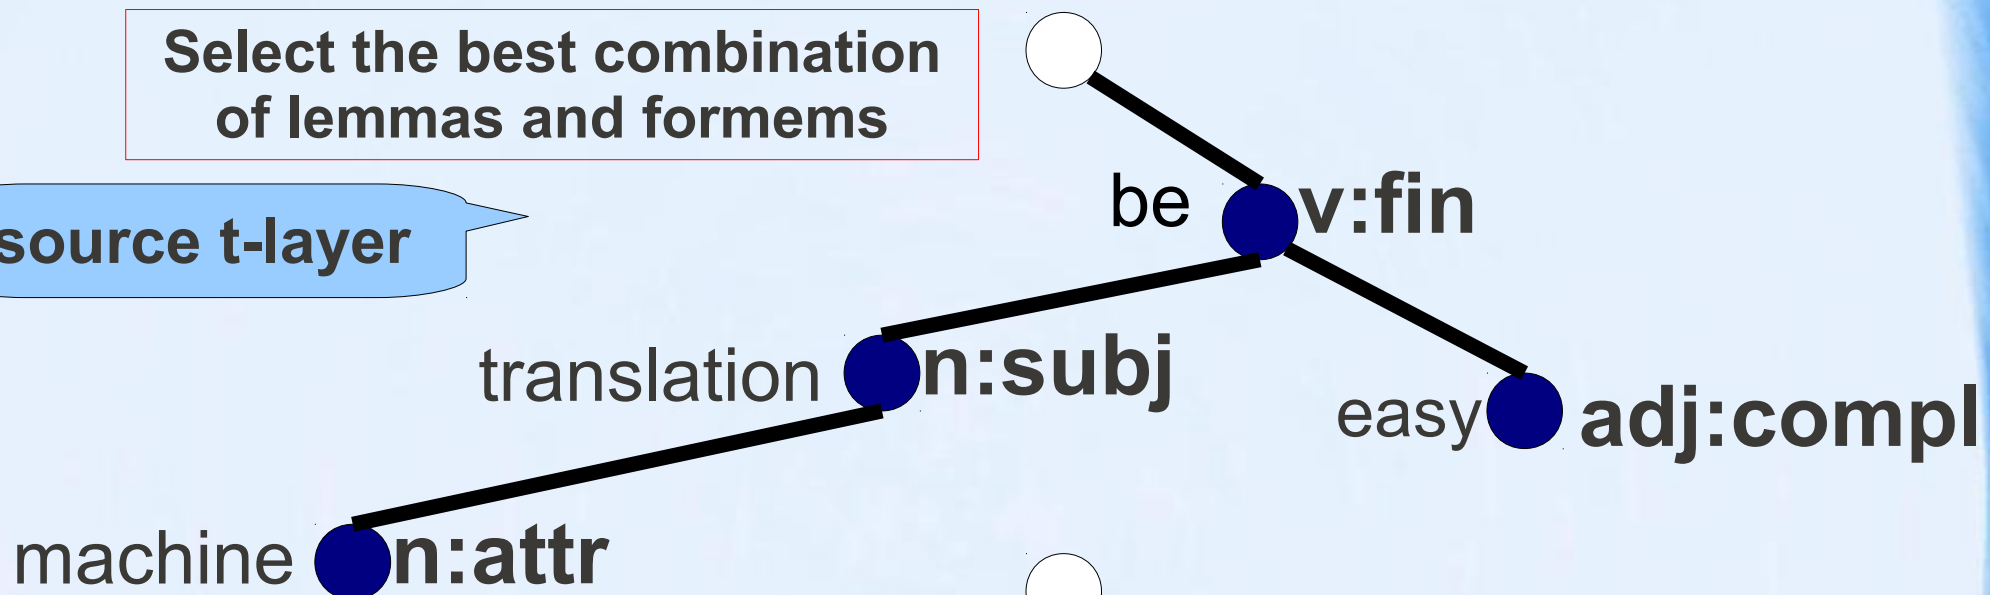 Select the best combination
of lemmas and formems
be v:fin
source t-layer
translation n:subj
easy adj:compl
machine n:attr